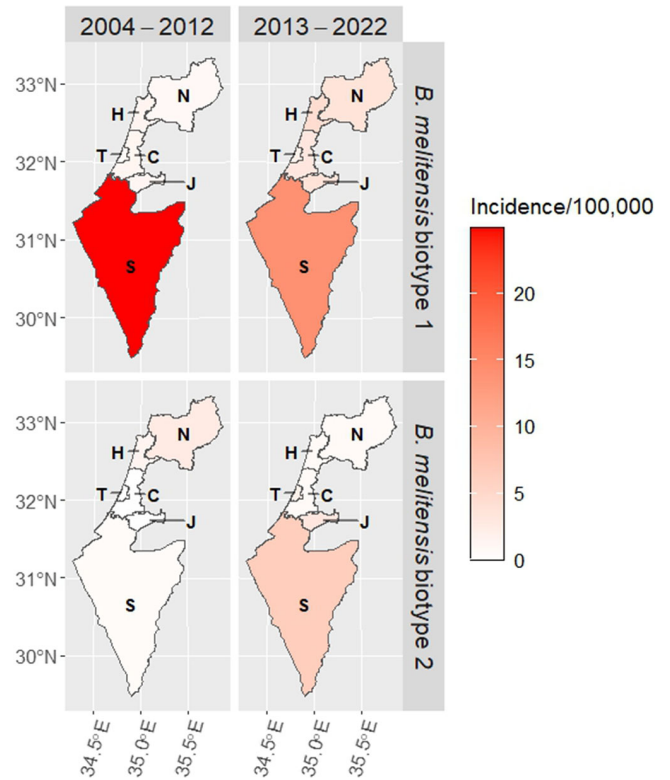 2004 – 2012
2013 – 2022
33°N
32°N
31°N
30°N
N
H
T
C
J
S
N
H
T
C
J
S
B. melitensis biotype 1
33°N
32°N
31°N
30°N
N
H
T
C
J
S
N
H
T
C
J
S
B. melitensis biotype 2
34.5°E
35.0°E
35.5°E
34.5°E
35.0°E
35.5°E
Incidence/100,000
20
15
10
5
0